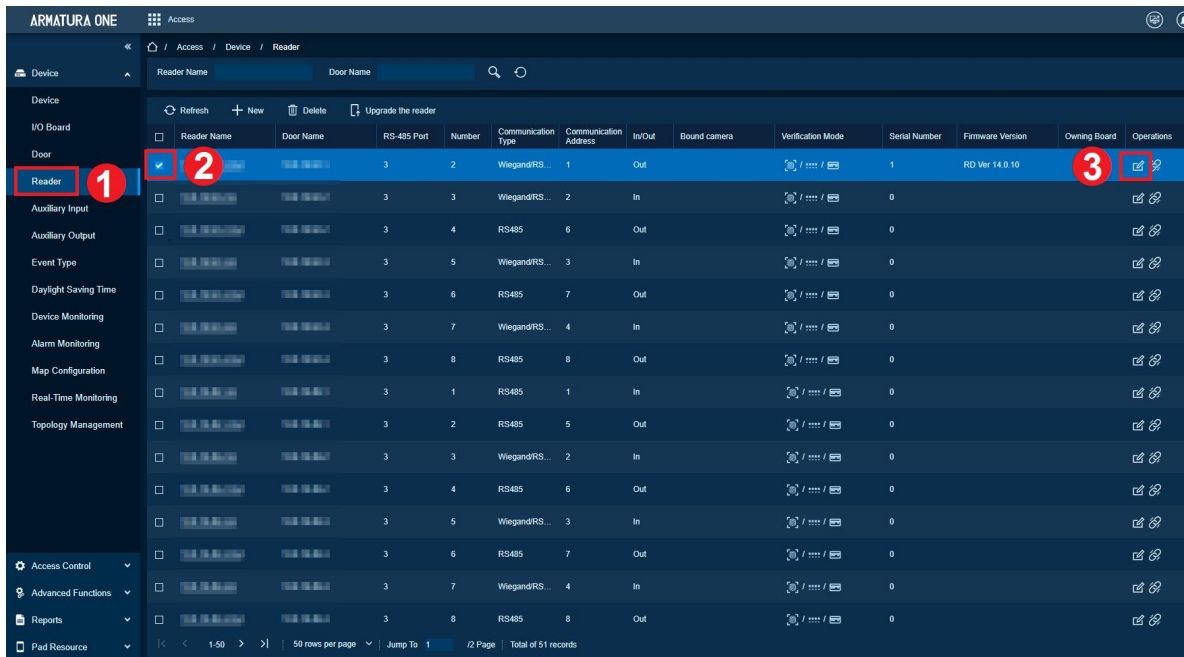 ARMATURA ONE
Access
/ Access / Device / Reader
Device
Reader Name
Door Name
Device
I/O Board
Door
Reader
Auxiliary Input
Auxiliary Output
Event Type
Daylight Saving Time
Device Monitoring
Alarm Monitoring
Map Configuration
Real-Time Monitoring
Topology Management
Access Control
Advanced Functions
Reports
Pad Resource
1
Refresh New Delete Upgrade the reader
Reader Name Door Name RS-485 Port Number Communication Type Communication Address In/Out Bound camera Verification Mode Serial Number Firmware Version Owning Board Operations
2 3 2 Wiegand/RS... 1 Out / / 1 RD Ver 14.0.10 3
3 3 Wiegand/RS... 2 In / / 0
3 4 RS485 6 Out / / 0
3 5 Wiegand/RS... 3 In / / 0
3 6 RS485 7 Out / / 0
3 7 Wiegand/RS... 4 In / / 0
3 8 RS485 8 Out / / 0
3 1 RS485 1 In / / 0
3 2 RS485 5 Out / / 0
3 3 Wiegand/RS... 2 In / / 0
3 4 RS485 6 Out / / 0
3 5 Wiegand/RS... 3 In / / 0
3 6 RS485 7 Out / / 0
3 7 Wiegand/RS... 4 In / / 0
3 8 RS485 8 Out / / 0
|< < 1-50 > >| 50 rows per page Jump To 1 /2 Page Total of 51 records